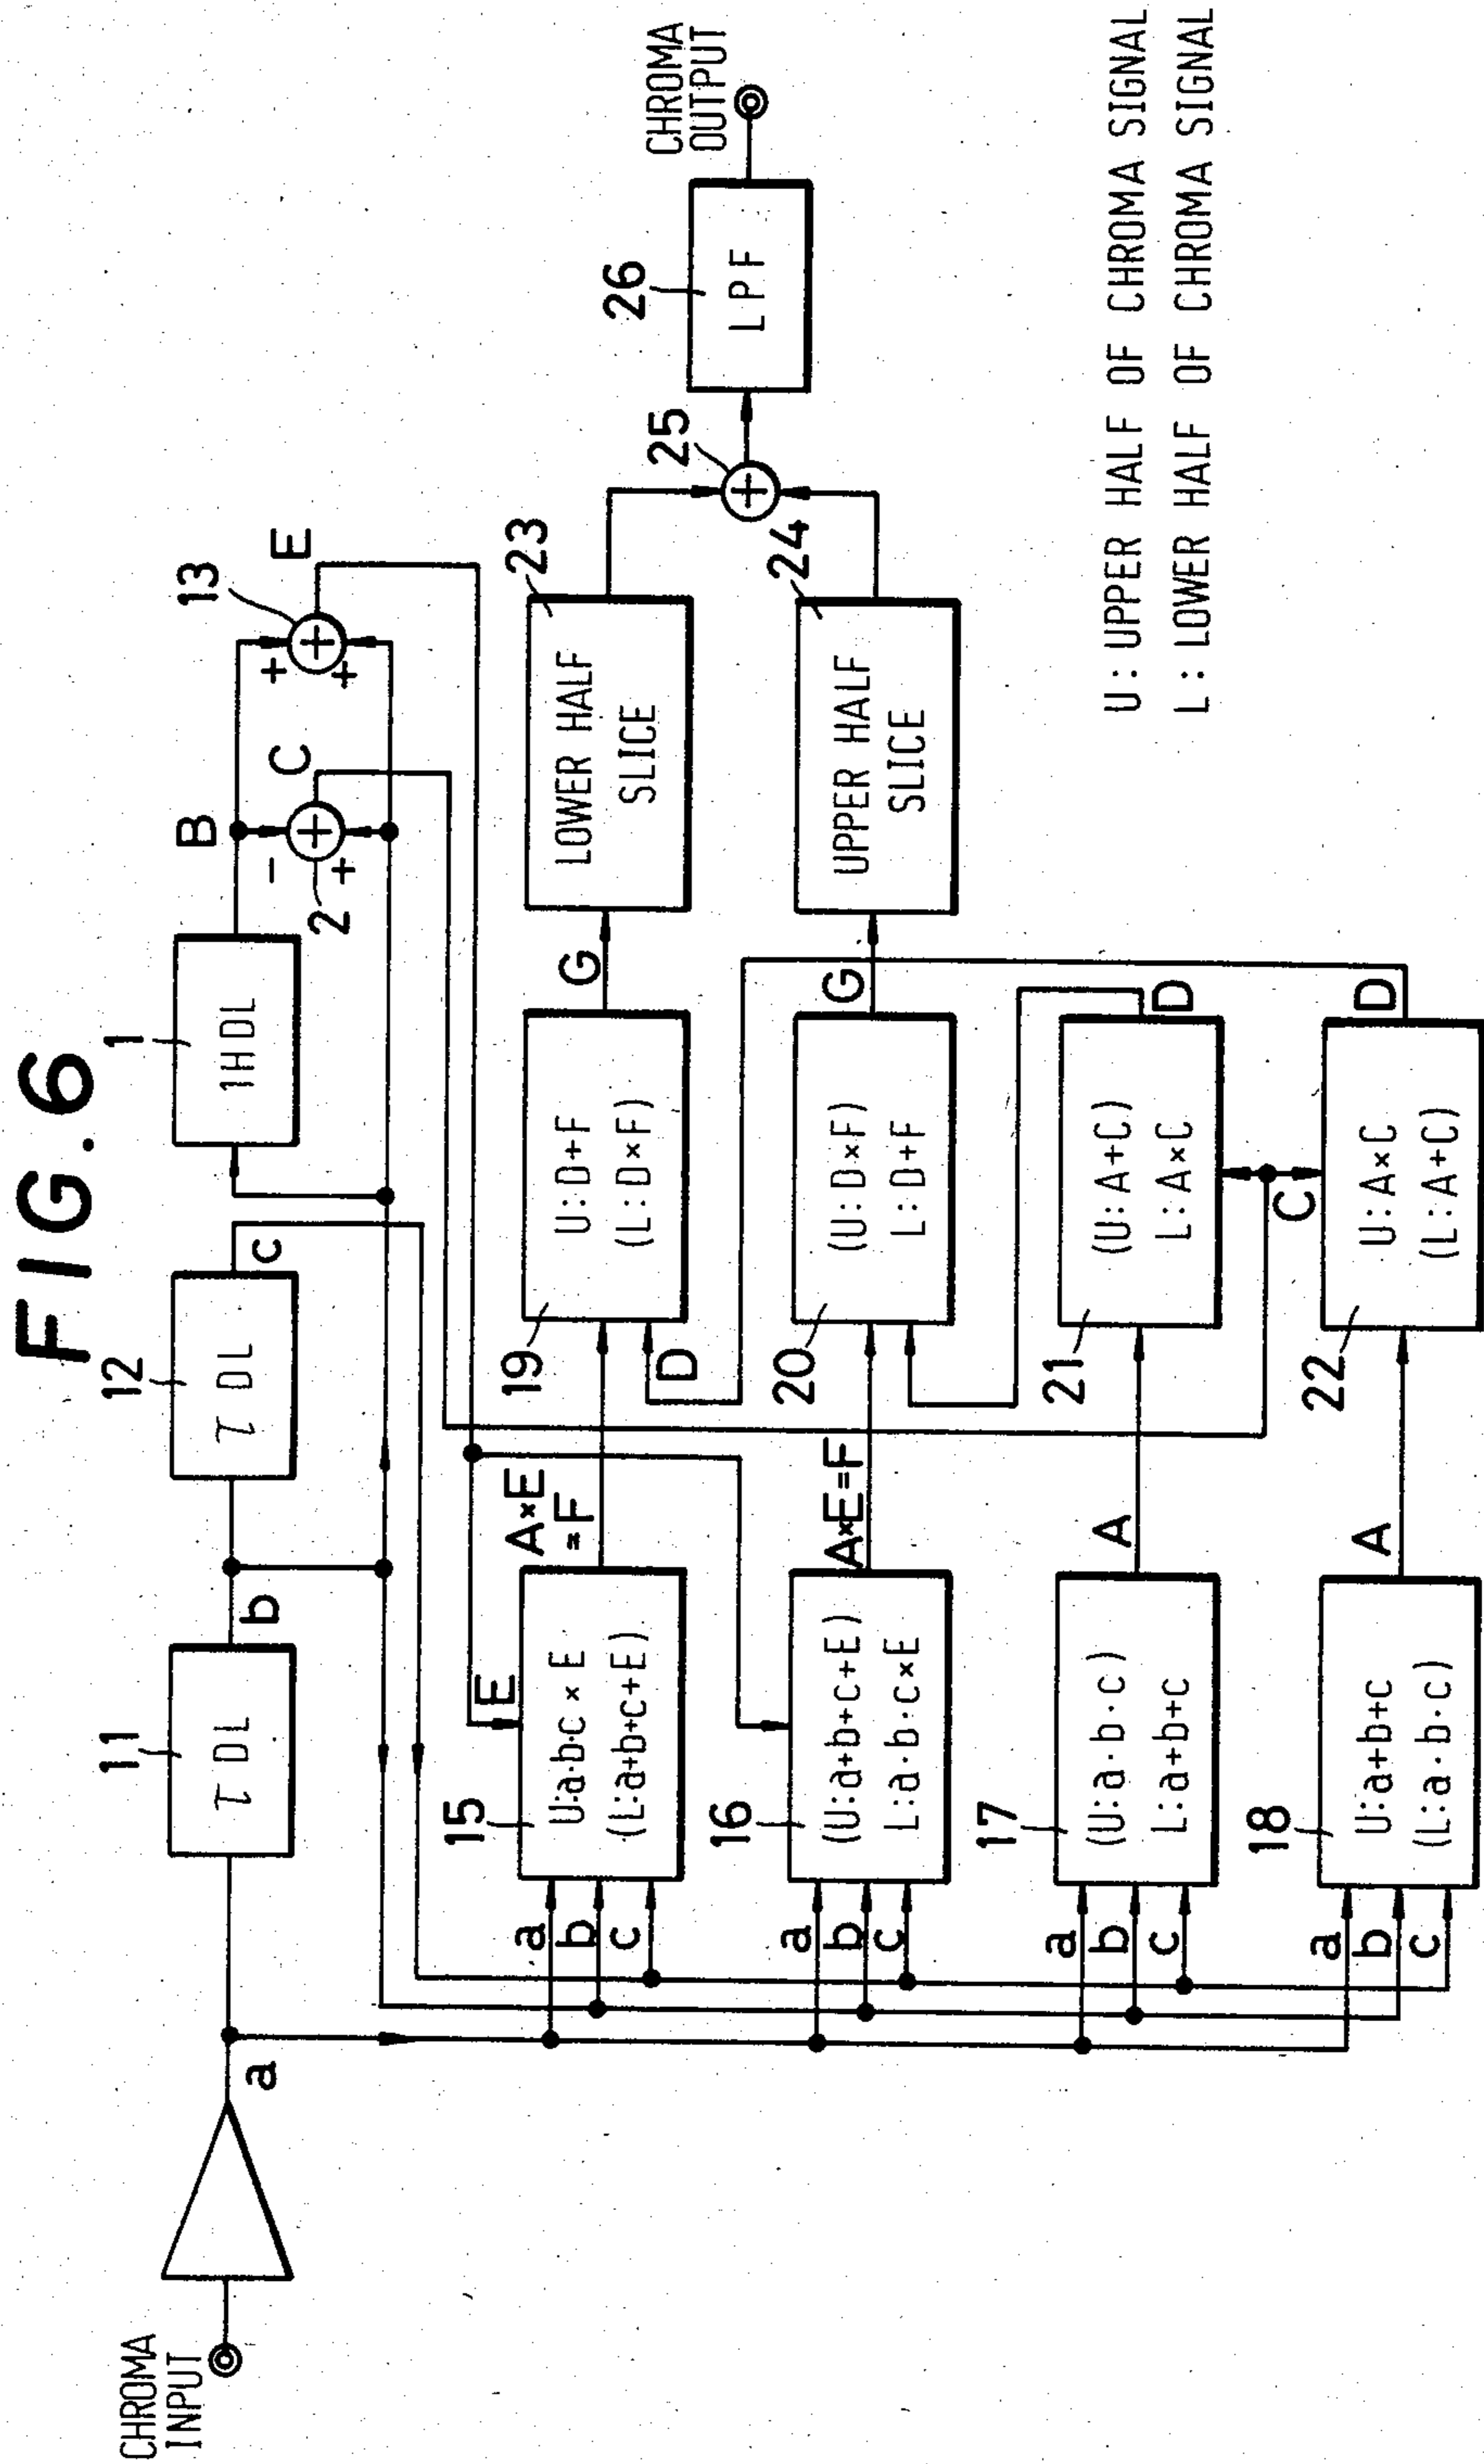 FIG.6
CHROMA
INPUT
a
11
τ DL
b
12
τ DL
c
1
1H DL
B
−
+
2
C
+
+
13
E
a
b
c
15
E
U:a·b·c×E
(L:a+b+c+E)
A×E
=F
19
D
U:D+F
(L:D×F)
G
23
LOWER HALF
SLICE
a
b
c
16
(U:a+b+c+E)
L:a·b·c×E
A×E=F
20
(U:D×F)
L:D+F
G
24
UPPER HALF
SLICE
25
26
LPF
CHROMA
OUTPUT
a
b
c
17
(U:a·b·c)
L:a+b+c
A
21
(U:A+C)
L:A×C
D
C
a
b
c
18
U:a+b+c
(L:a·b·c)
A
22
U:A×C
(L:A+C)
D
U: UPPER HALF OF CHROMA SIGNAL
L: LOWER HALF OF CHROMA SIGNAL